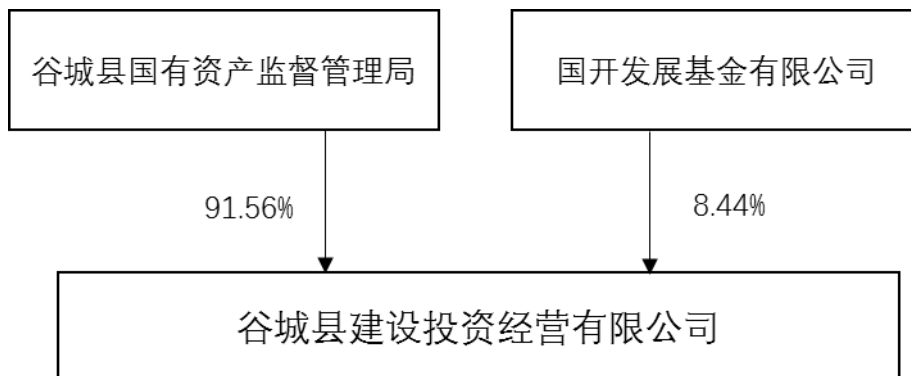 谷城县国有资产监督管理局
国开发展基金有限公司
91.56%
8.44%
谷城县建设投资经营有限公司